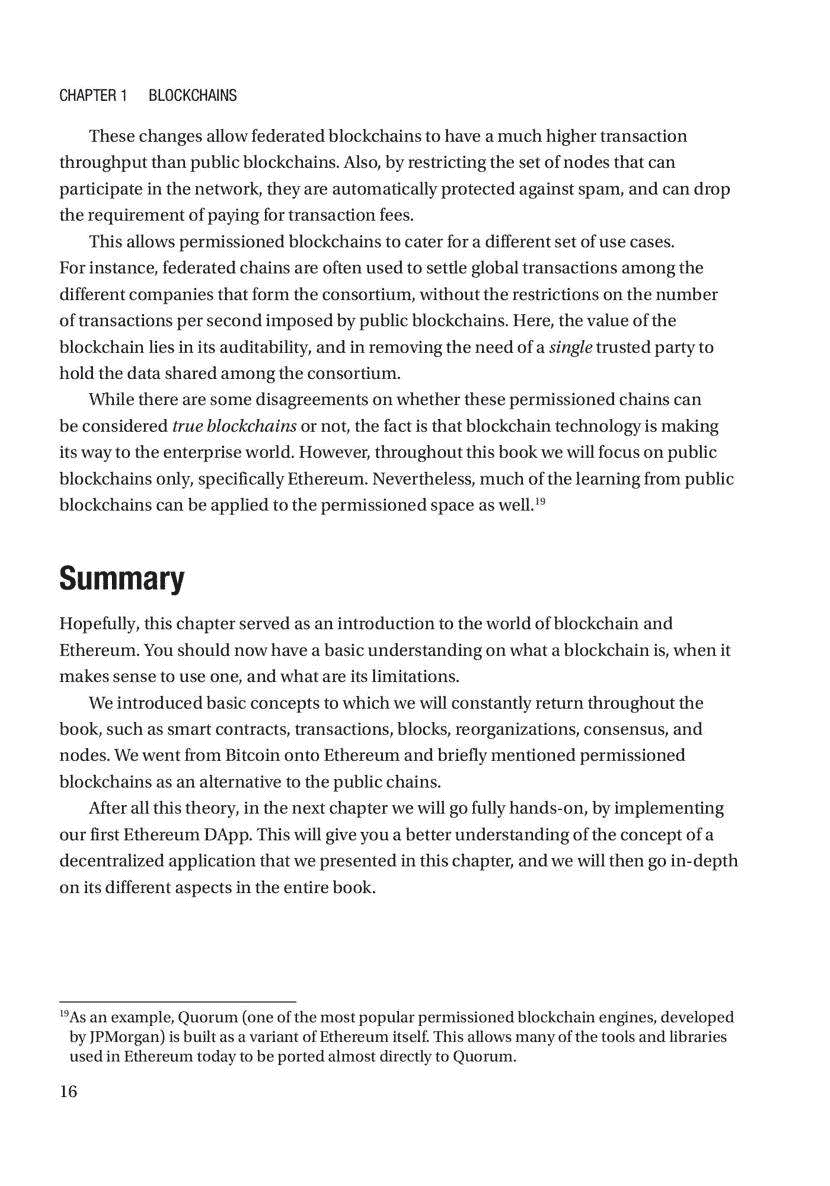 CHAPTER 1 BLOCKCHAINS
These changes allow federated blockchains to have a much higher transaction
throughput than public blockchains. Also, by restricting the set of nodes that can
participate in the network, they are automatically protected against spam, and can drop
the requirement of paying for transaction fees.
This allows permissioned blockchains to cater for a different set of use cases.
For instance, federated chains are often used to settle global transactions among the
different companies that form the consortium, without the restrictions on the number
of transactions per second imposed by public blockchains. Here, the value of the
blockchain lies in its auditability, and in removing the need of a single trusted party to
hold the data shared among the consortium.
While there are some disagreements on whether these permissioned chains can
be considered true blockchains or not, the fact is that blockchain technology is making
its way to the enterprise world. However, throughout this book we will focus on public
blockchains only, specifically Ethereum. Nevertheless, much of the learning from public
blockchains can be applied to the permissioned space as well.19
Summary
Hopefully, this chapter served as an introduction to the world of blockchain and
Ethereum. You should now have a basic understanding on what a blockchain is, when it
makes sense to use one, and what are its limitations.
We introduced basic concepts to which we will constantly return throughout the
book, such as smart contracts, transactions, blocks, reorganizations, consensus, and
nodes. We went from Bitcoin onto Ethereum and briefly mentioned permissioned
blockchains as an alternative to the public chains.
After all this theory, in the next chapter we will go fully hands-on, by implementing
our first Ethereum DApp. This will give you a better understanding of the concept of a
decentralized application that we presented in this chapter, and we will then go in-depth
on its different aspects in the entire book.
19As an example, Quorum (one of the most popular permissioned blockchain engines, developed
by JPMorgan) is built as a variant of Ethereum itself. This allows many of the tools and libraries
used in Ethereum today to be ported almost directly to Quorum.
16